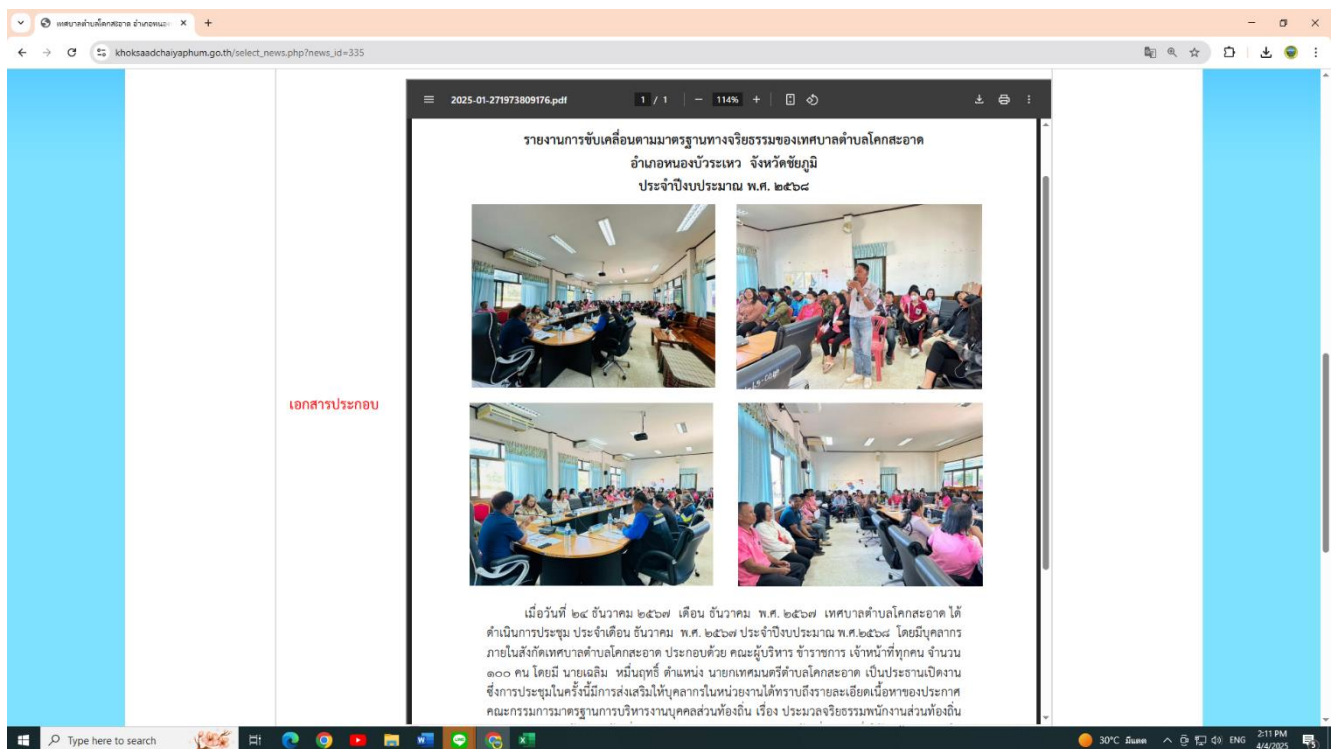 เทศบาลตำบลโคกสะอาด อำเภอหนอง
khoksaadchaiyaphum.go.th/select_news.php?news_id=335
2025-01-271973809176.pdf
1 / 1
114%
รายงานการขับเคลื่อนตามมาตรฐานทางจริยธรรมของเทศบาลตำบลโคกสะอาด
อำเภอหนองบัวระเหว จังหวัดชัยภูมิ
ประจำปีงบประมาณ พ.ศ. ๒๕๖๘
เอกสารประกอบ
เมื่อวันที่ ๒๔ ธันวาคม ๒๕๖๗ เดือน ธันวาคม พ.ศ. ๒๕๖๗ เทศบาลตำบลโคกสะอาด ได้
ดำเนินการประชุม ประจำเดือน ธันวาคม พ.ศ. ๒๕๖๗ ประจำปีงบประมาณ พ.ศ.๒๕๖๘ โดยมีบุคลากร
ภายในสังกัดเทศบาลตำบลโคกสะอาด ประกอบด้วย คณะผู้บริหาร ข้าราชการ เจ้าหน้าที่ทุกคน จำนวน
๑๐๐ คน โดยมี นายเฉลิม หมื่นฤทธิ์ ตำแหน่ง นายกเทศมนตรีตำบลโคกสะอาด เป็นประธานเปิดงาน
ซึ่งการประชุมในครั้งนี้มีการส่งเสริมให้บุคลากรในหน่วยงานได้ทราบถึงรายละเอียดเนื้อหาของประกาศ
คณะกรรมการมาตรฐานการบริหารงานบุคคลส่วนท้องถิ่น เรื่อง ประมวลจริยธรรมพนักงานส่วนท้องถิ่น
Type here to search
30°C มีแดด
ENG
2:11 PM
4/4/2025